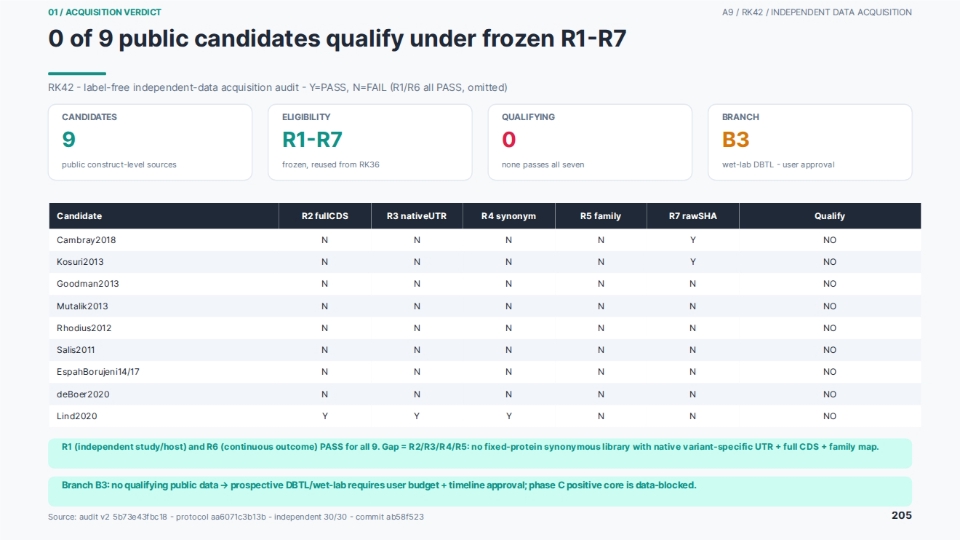 01 / ACQUISITION VERDICT
A9 / RK42 / INDEPENDENT DATA ACQUISITION
0 of 9 public candidates qualify under frozen R1-R7
RK42 - label-free independent-data acquisition audit - Y=PASS, N=FAIL (R1/R6 all PASS, omitted)
CANDIDATES
9
public construct-level sources
ELIGIBILITY
R1-R7
frozen, reused from RK36
QUALIFYING
0
none passes all seven
BRANCH
B3
wet-lab DBTL - user approval
Candidate R2 fullCDS R3 nativeUTR R4 synonym R5 family R7 rawSHA Qualify
Cambray2018 N N N N Y NO
Kosuri2013 N N N N Y NO
Goodman2013 N N N N N NO
Mutalik2013 N N N N N NO
Rhodius2012 N N N N N NO
Salis2011 N N N N N NO
EspahBorujeni14/17 N N N N N NO
deBoer2020 N N N N N NO
Lind2020 Y Y Y N N NO
R1 (independent study/host) and R6 (continuous outcome) PASS for all 9. Gap = R2/R3/R4/R5: no fixed-protein synonymous library with native variant-specific UTR + full CDS + family map.
Branch B3: no qualifying public data → prospective DBTL/wet-lab requires user budget + timeline approval; phase C positive core is data-blocked.
Source: audit v2 5b73e43fbc18 - protocol aa6071c3b13b - independent 30/30 - commit ab58f523
205